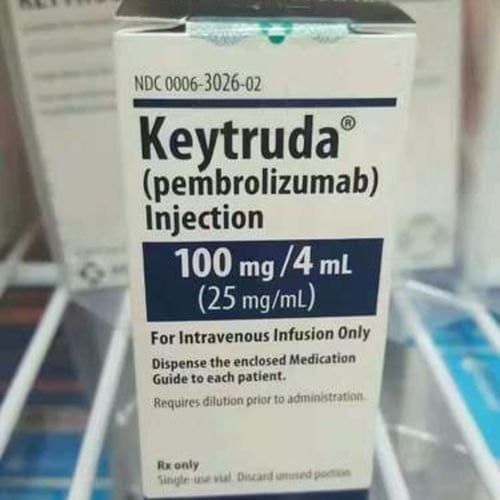 NDC 0006-3026-02
Keytruda®
(pembrolizumab)
Injection
100 mg/4 mL
(25 mg/mL)
For Intravenous Infusion Only
Dispense the enclosed Medication
Guide to each patient.
Requires dilution prior to administration.
Rx only
Single-use vial. Discard unused portion